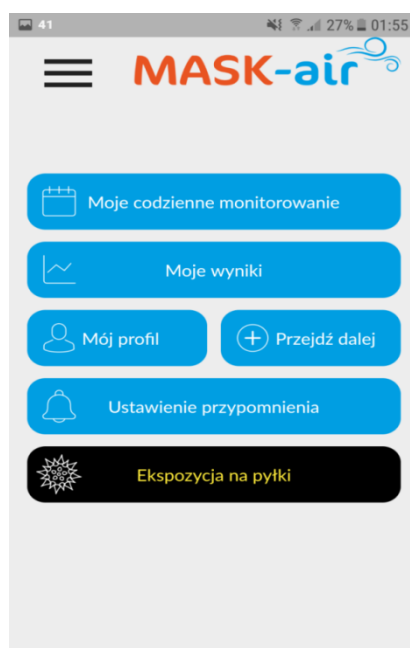 41 27% 01:55
MASK-air
Moje codzienne monitorowanie
Moje wyniki
Mój profil
Przejdź dalej
Ustawienie przypomnienia
Ekspozycja na pyłki